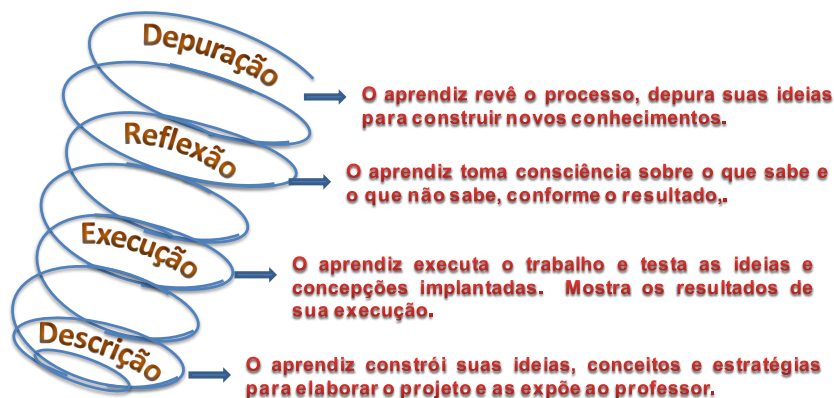 Depuração
O aprendiz revê o processo, depura suas ideias
para construir novos conhecimentos.
Reflexão
O aprendiz toma consciência sobre o que sabe e
o que não sabe, conforme o resultado,.
Execução
O aprendiz executa o trabalho e testa as ideias e
concepções implantadas. Mostra os resultados de
sua execução.
Descrição
O aprendiz constrói suas ideias, conceitos e estratégias
para elaborar o projeto e as expõe ao professor.